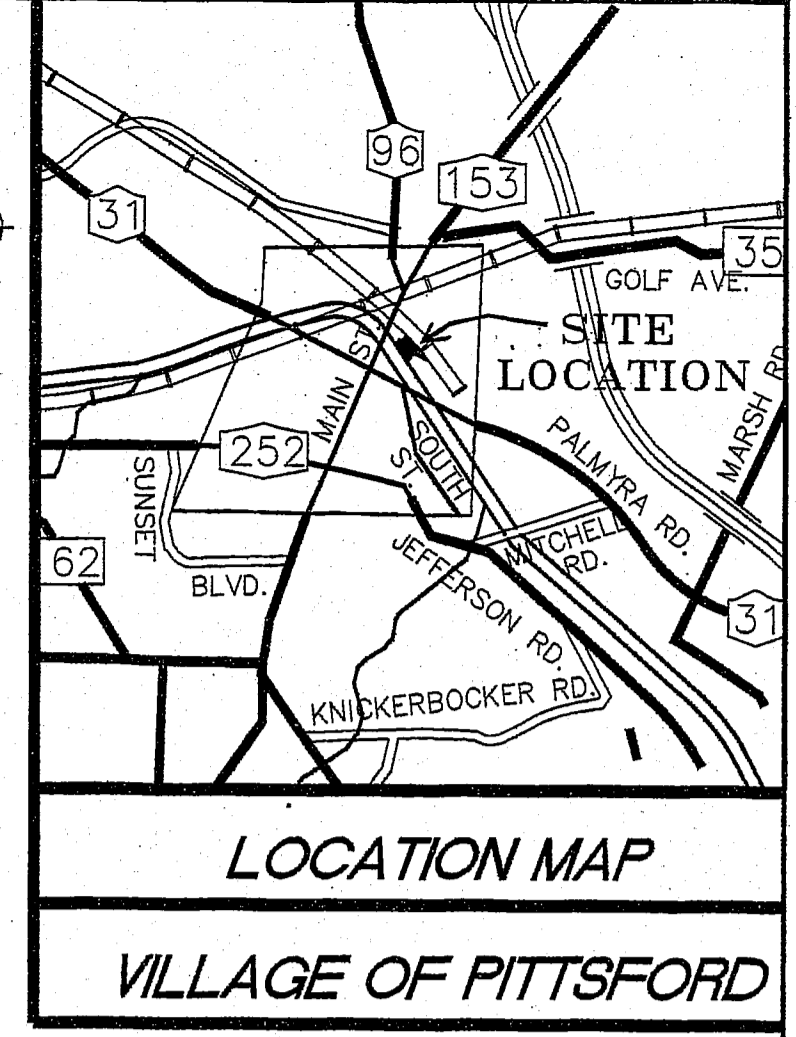 96
153
31
35
GOLF AVE.
SITE
LOCATION
MAIN ST.
MARSH RD
252
SOUTH
ST.
PALMYRA RD.
SUNSET
BLVD.
MITCHELL
RD.
62
JEFFERSON RD.
31
KNICKERBOCKER RD.
LOCATION MAP
VILLAGE OF PITTSFORD